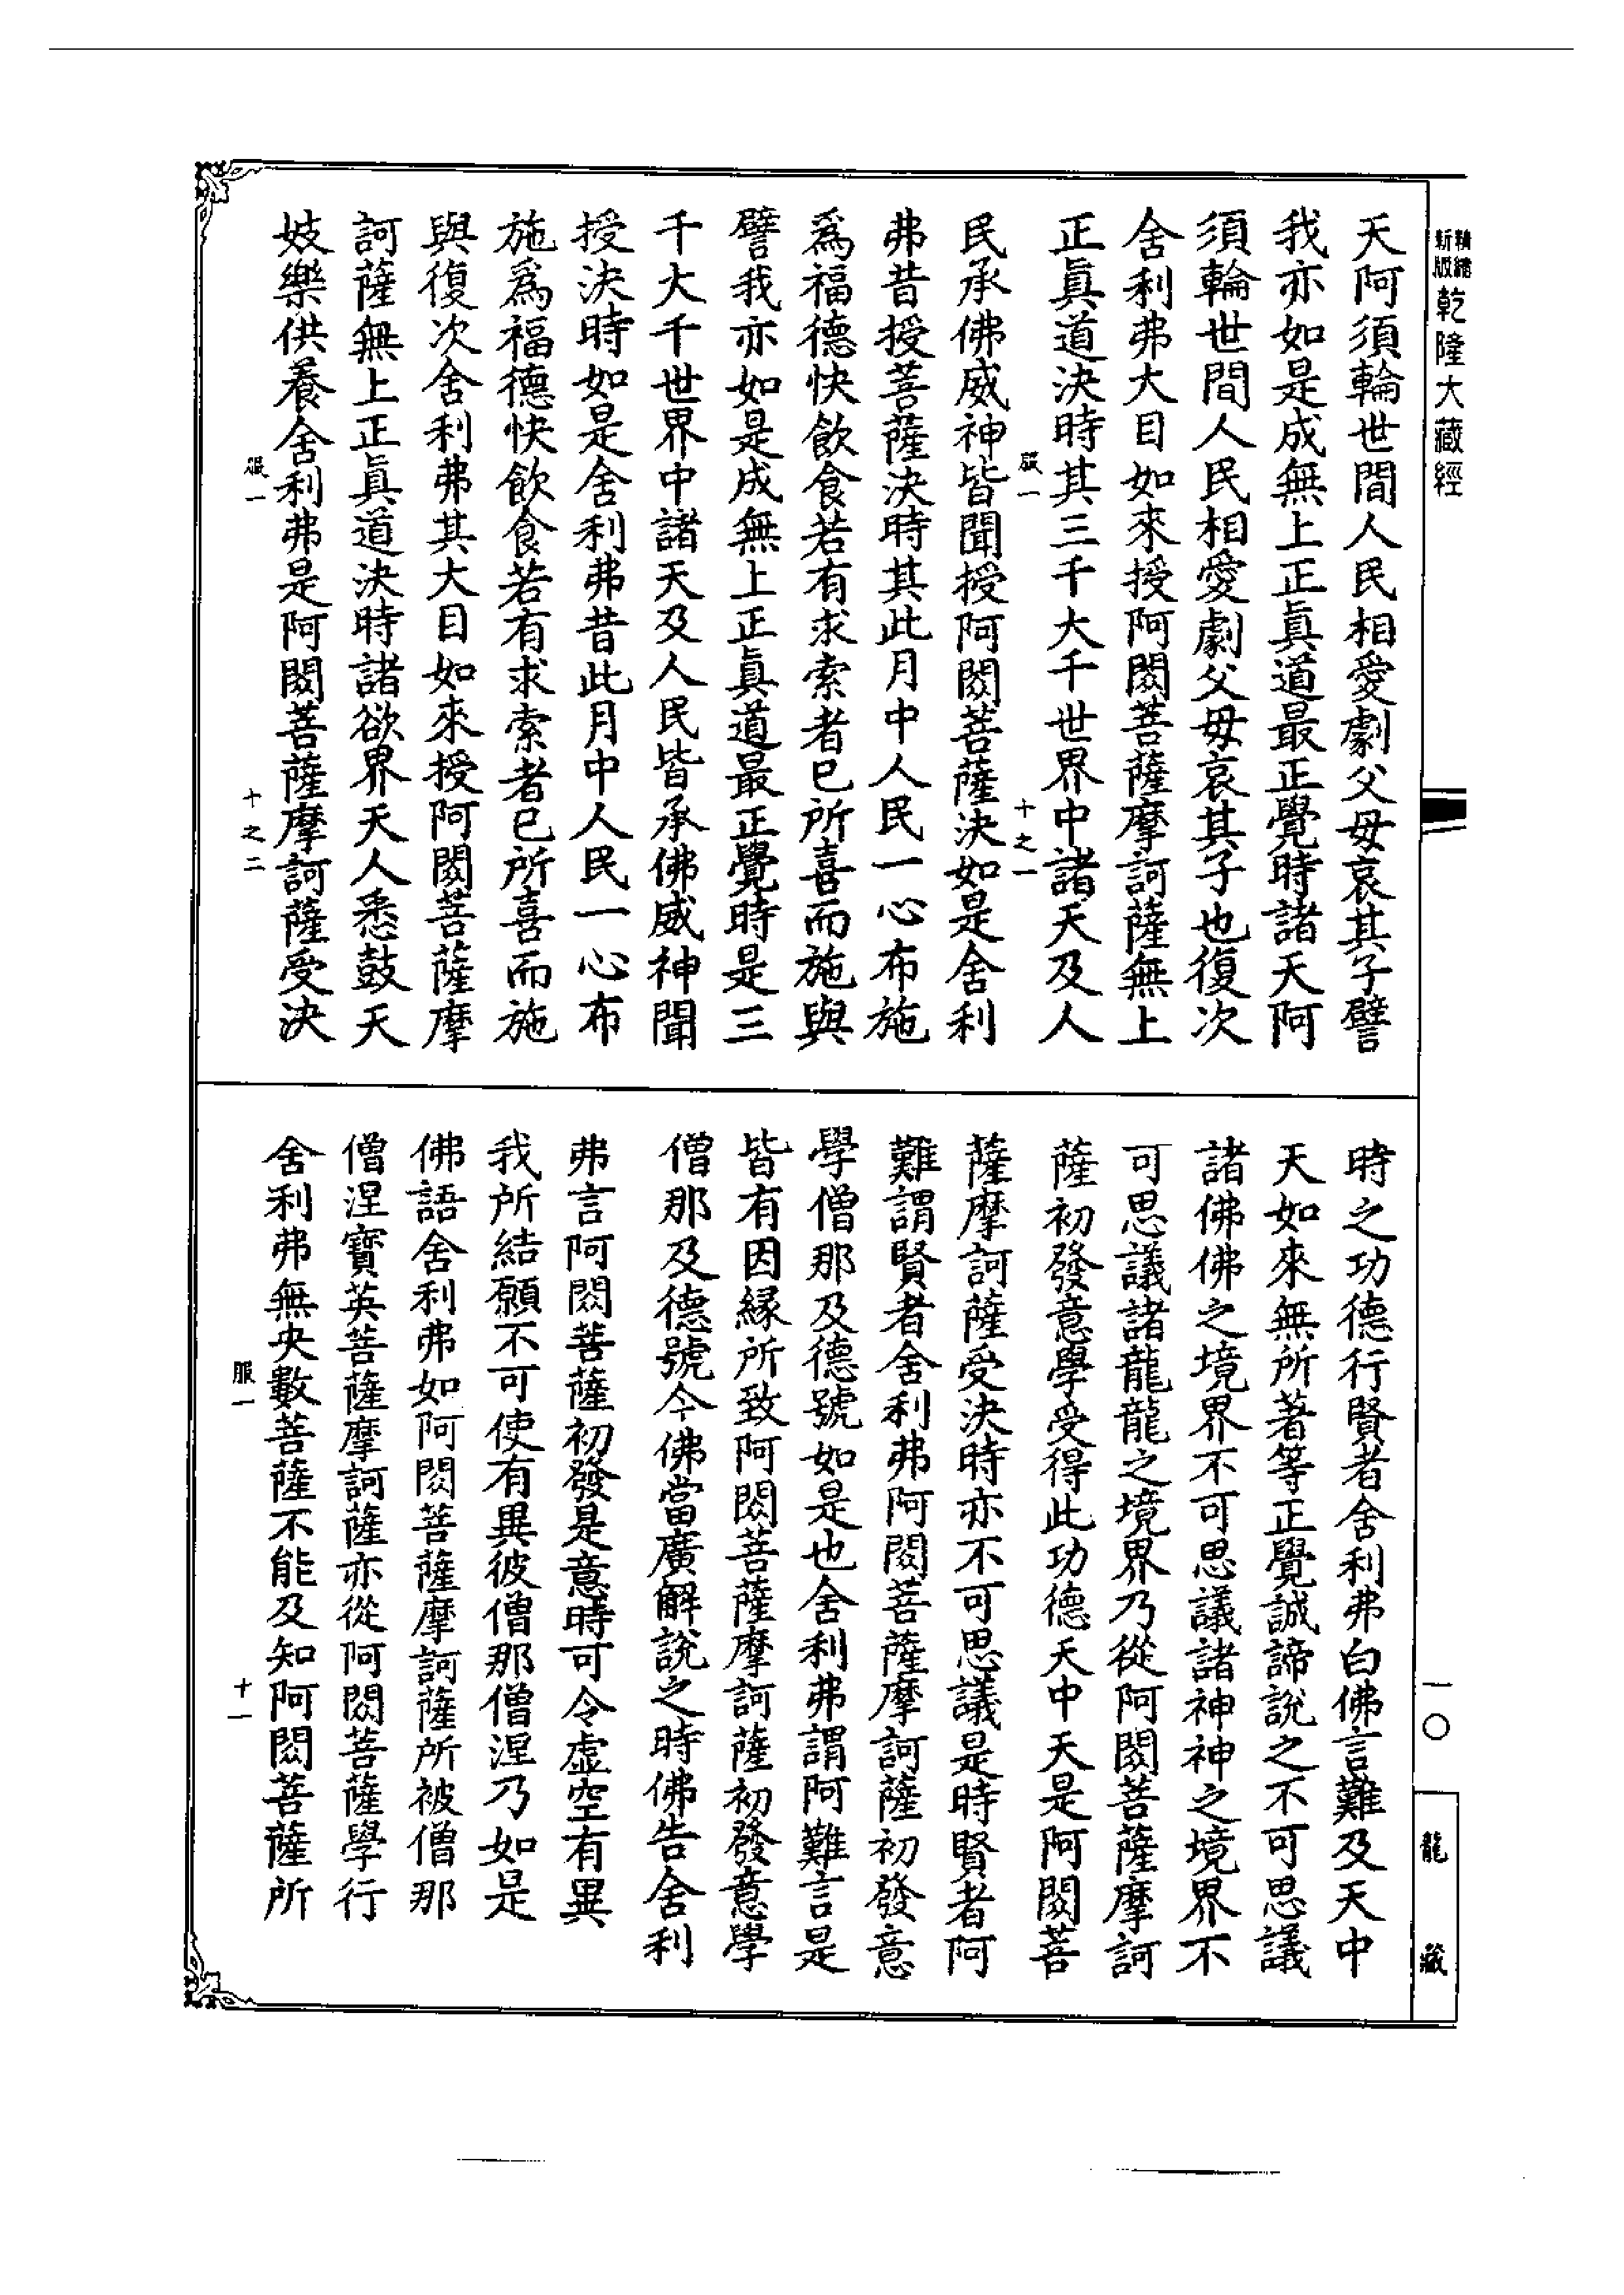 新版精繕乾隆大藏經
天阿須輪世間人民相愛劇父母哀其子譬
我亦如是成無上正眞道最正覺時諸天阿
須輪世間人民相愛劇父母哀其子也復次
舍利弗大目如來授阿閦菩薩摩訶薩無上
正眞道決時其三千大千世界中諸天及人
服一 十之一
民承佛威神皆聞授阿閦菩薩決如是舍利
弗昔授菩薩決時其此月中人民一心布施
爲福德快飲食若有求索者已所喜而施與
譬我亦如是成無上正眞道最正覺時是三
千大千世界中諸天及人民皆承佛威神聞
授決時如是舍利弗昔此月中人民一心布
施爲福德快飲食若有求索者已所喜而施
與復次舍利弗其大目如來授阿閦菩薩摩
訶薩無上正眞道決時諸欲界天人悉鼓天
妓樂供養舍利弗是阿閦菩薩摩訶薩受決
服一 十之二
時之功德行賢者舍利弗白佛言難及天中
天如來無所著等正覺誠諦說之不可思議
諸佛佛之境界不可思議諸神神之境界不
可思議諸龍龍之境界乃從阿閦菩薩摩訶
薩初發意學受得此功德天中天是阿閦菩
薩摩訶薩受決時亦不可思議是時賢者阿
難謂賢者舍利弗阿閦菩薩摩訶薩初發意
學僧那及德號如是也舍利弗謂阿難言是
皆有因緣所致阿閦菩薩摩訶薩初發意學
僧那及德號今佛當廣解說之時佛告舍利
弗言阿閦菩薩初發是意時可令虛空有異
我所結願不可使有異彼僧那僧涅乃如是
佛語舍利弗如阿閦菩薩摩訶薩所被僧那
僧涅寶英菩薩摩訶薩亦從阿閦菩薩學行
舍利弗無央數菩薩不能及知阿閦菩薩所
服一 十一
一〇
龍藏